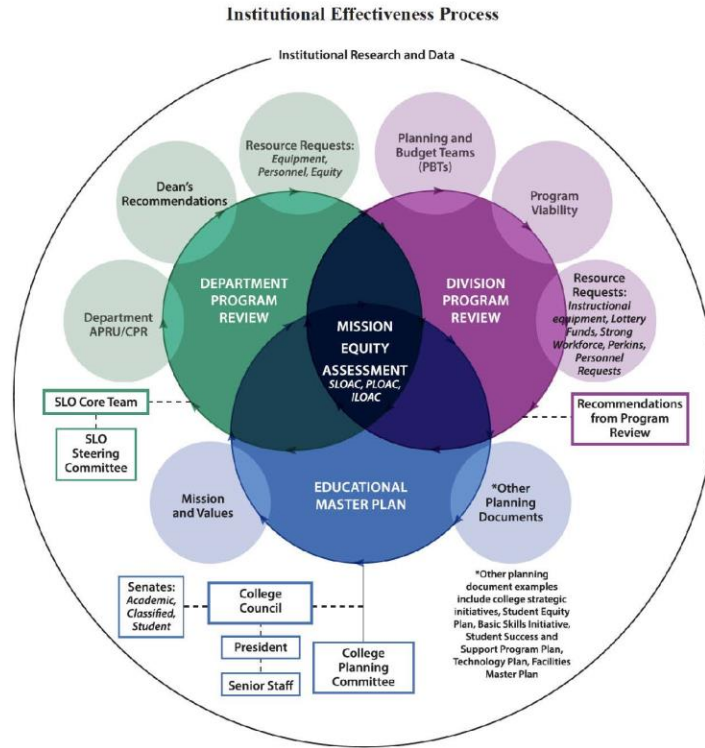 Institutional Effectiveness Process
Institutional Research and Data
Resource Requests:
Equipment,
Personnel, Equity
Planning and
Budget Teams
(PBTs)
Dean's
Recommendations
Program
Viability
DEPARTMENT
PROGRAM
REVIEW
DIVISION
PROGRAM
REVIEW
Department
APRU/CPR
Resource
Requests:
Instructional
equipment, Lottery
Funds, Strong
Workforce, Perkins,
Personnel
Requests
MISSION
EQUITY
ASSESSMENT
SLOAC, PLOAC,
ILOAC
SLO Core Team
SLO
Steering
Committee
Recommendations
from Program
Review
Mission
and Values
EDUCATIONAL
MASTER PLAN
*Other
Planning
Documents
Senates:
Academic,
Classified,
Student
College
Council
President
Senior Staff
College
Planning
Committee
*Other planning
document examples
include college strategic
initiatives, Student Equity
Plan, Basic Skills Initiative,
Student Success and
Support Program Plan,
Technology Plan, Facilities
Master Plan